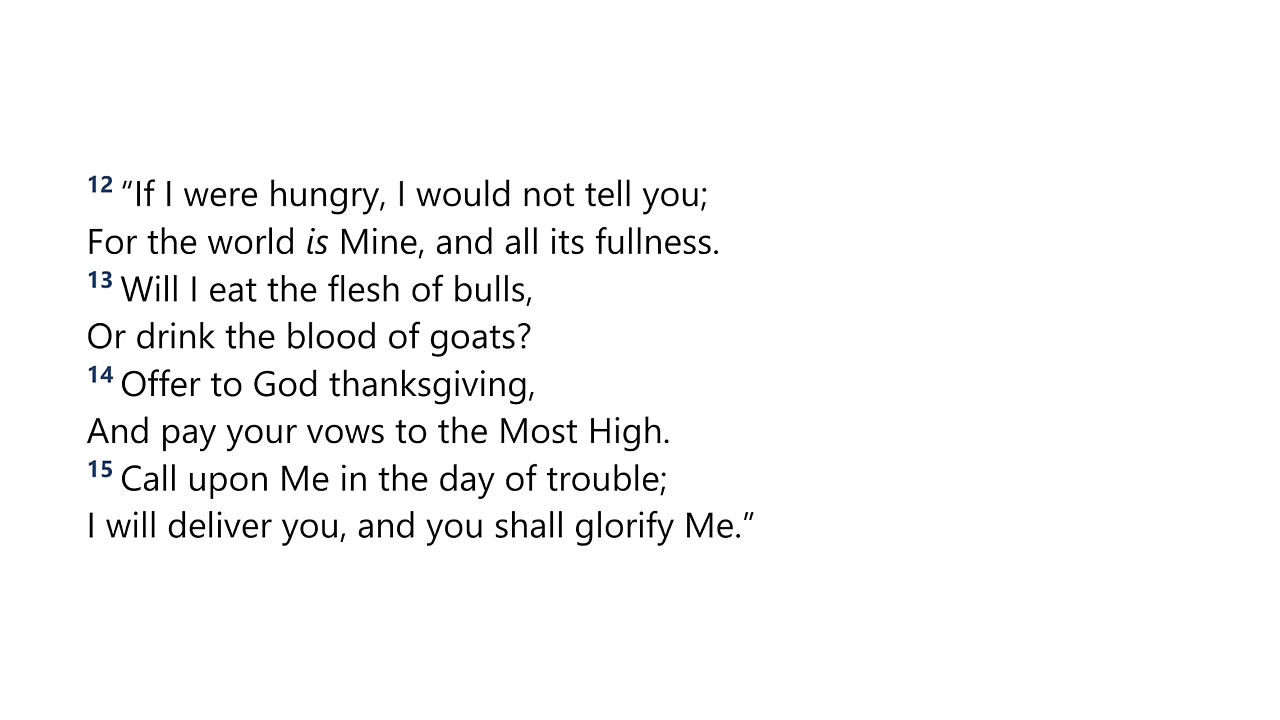 12 “If I were hungry, I would not tell you;
For the world is Mine, and all its fullness.
13 Will I eat the flesh of bulls,
Or drink the blood of goats?
14 Offer to God thanksgiving,
And pay your vows to the Most High.
15 Call upon Me in the day of trouble;
I will deliver you, and you shall glorify Me.”